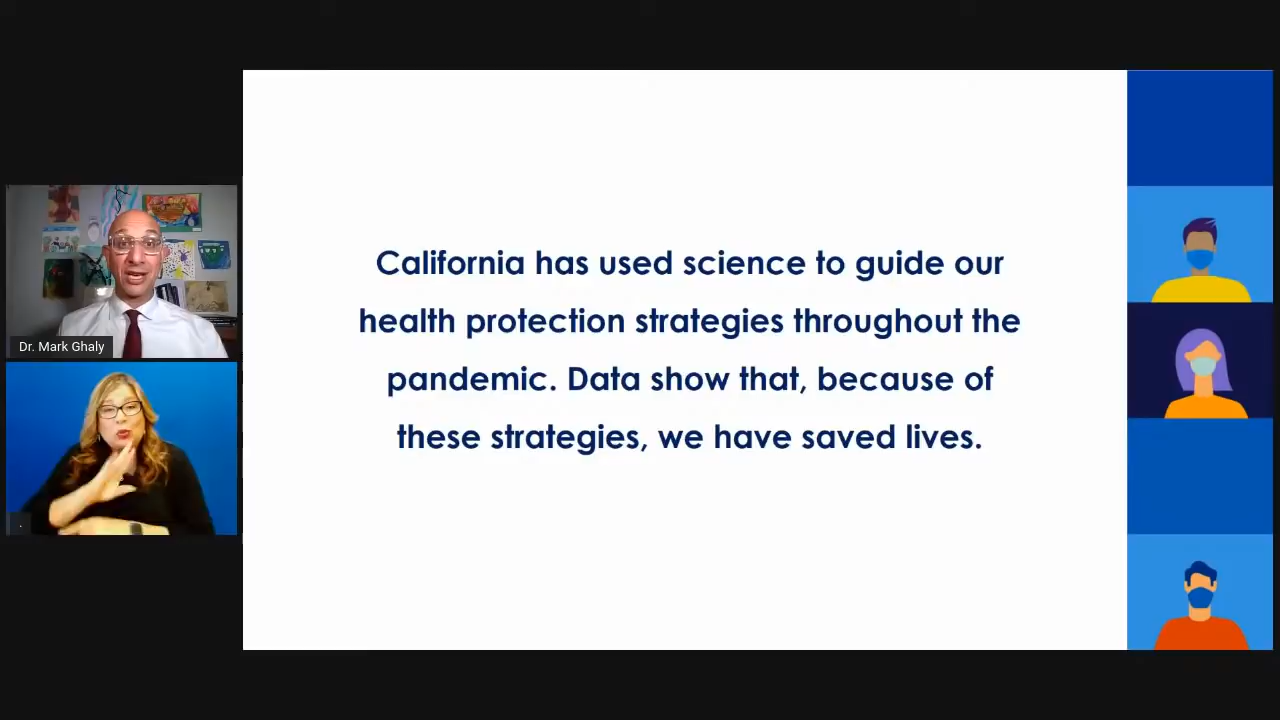 California has used science to guide our
health protection strategies throughout the
pandemic. Data show that, because of
these strategies, we have saved lives.
Dr. Mark Ghaly
.